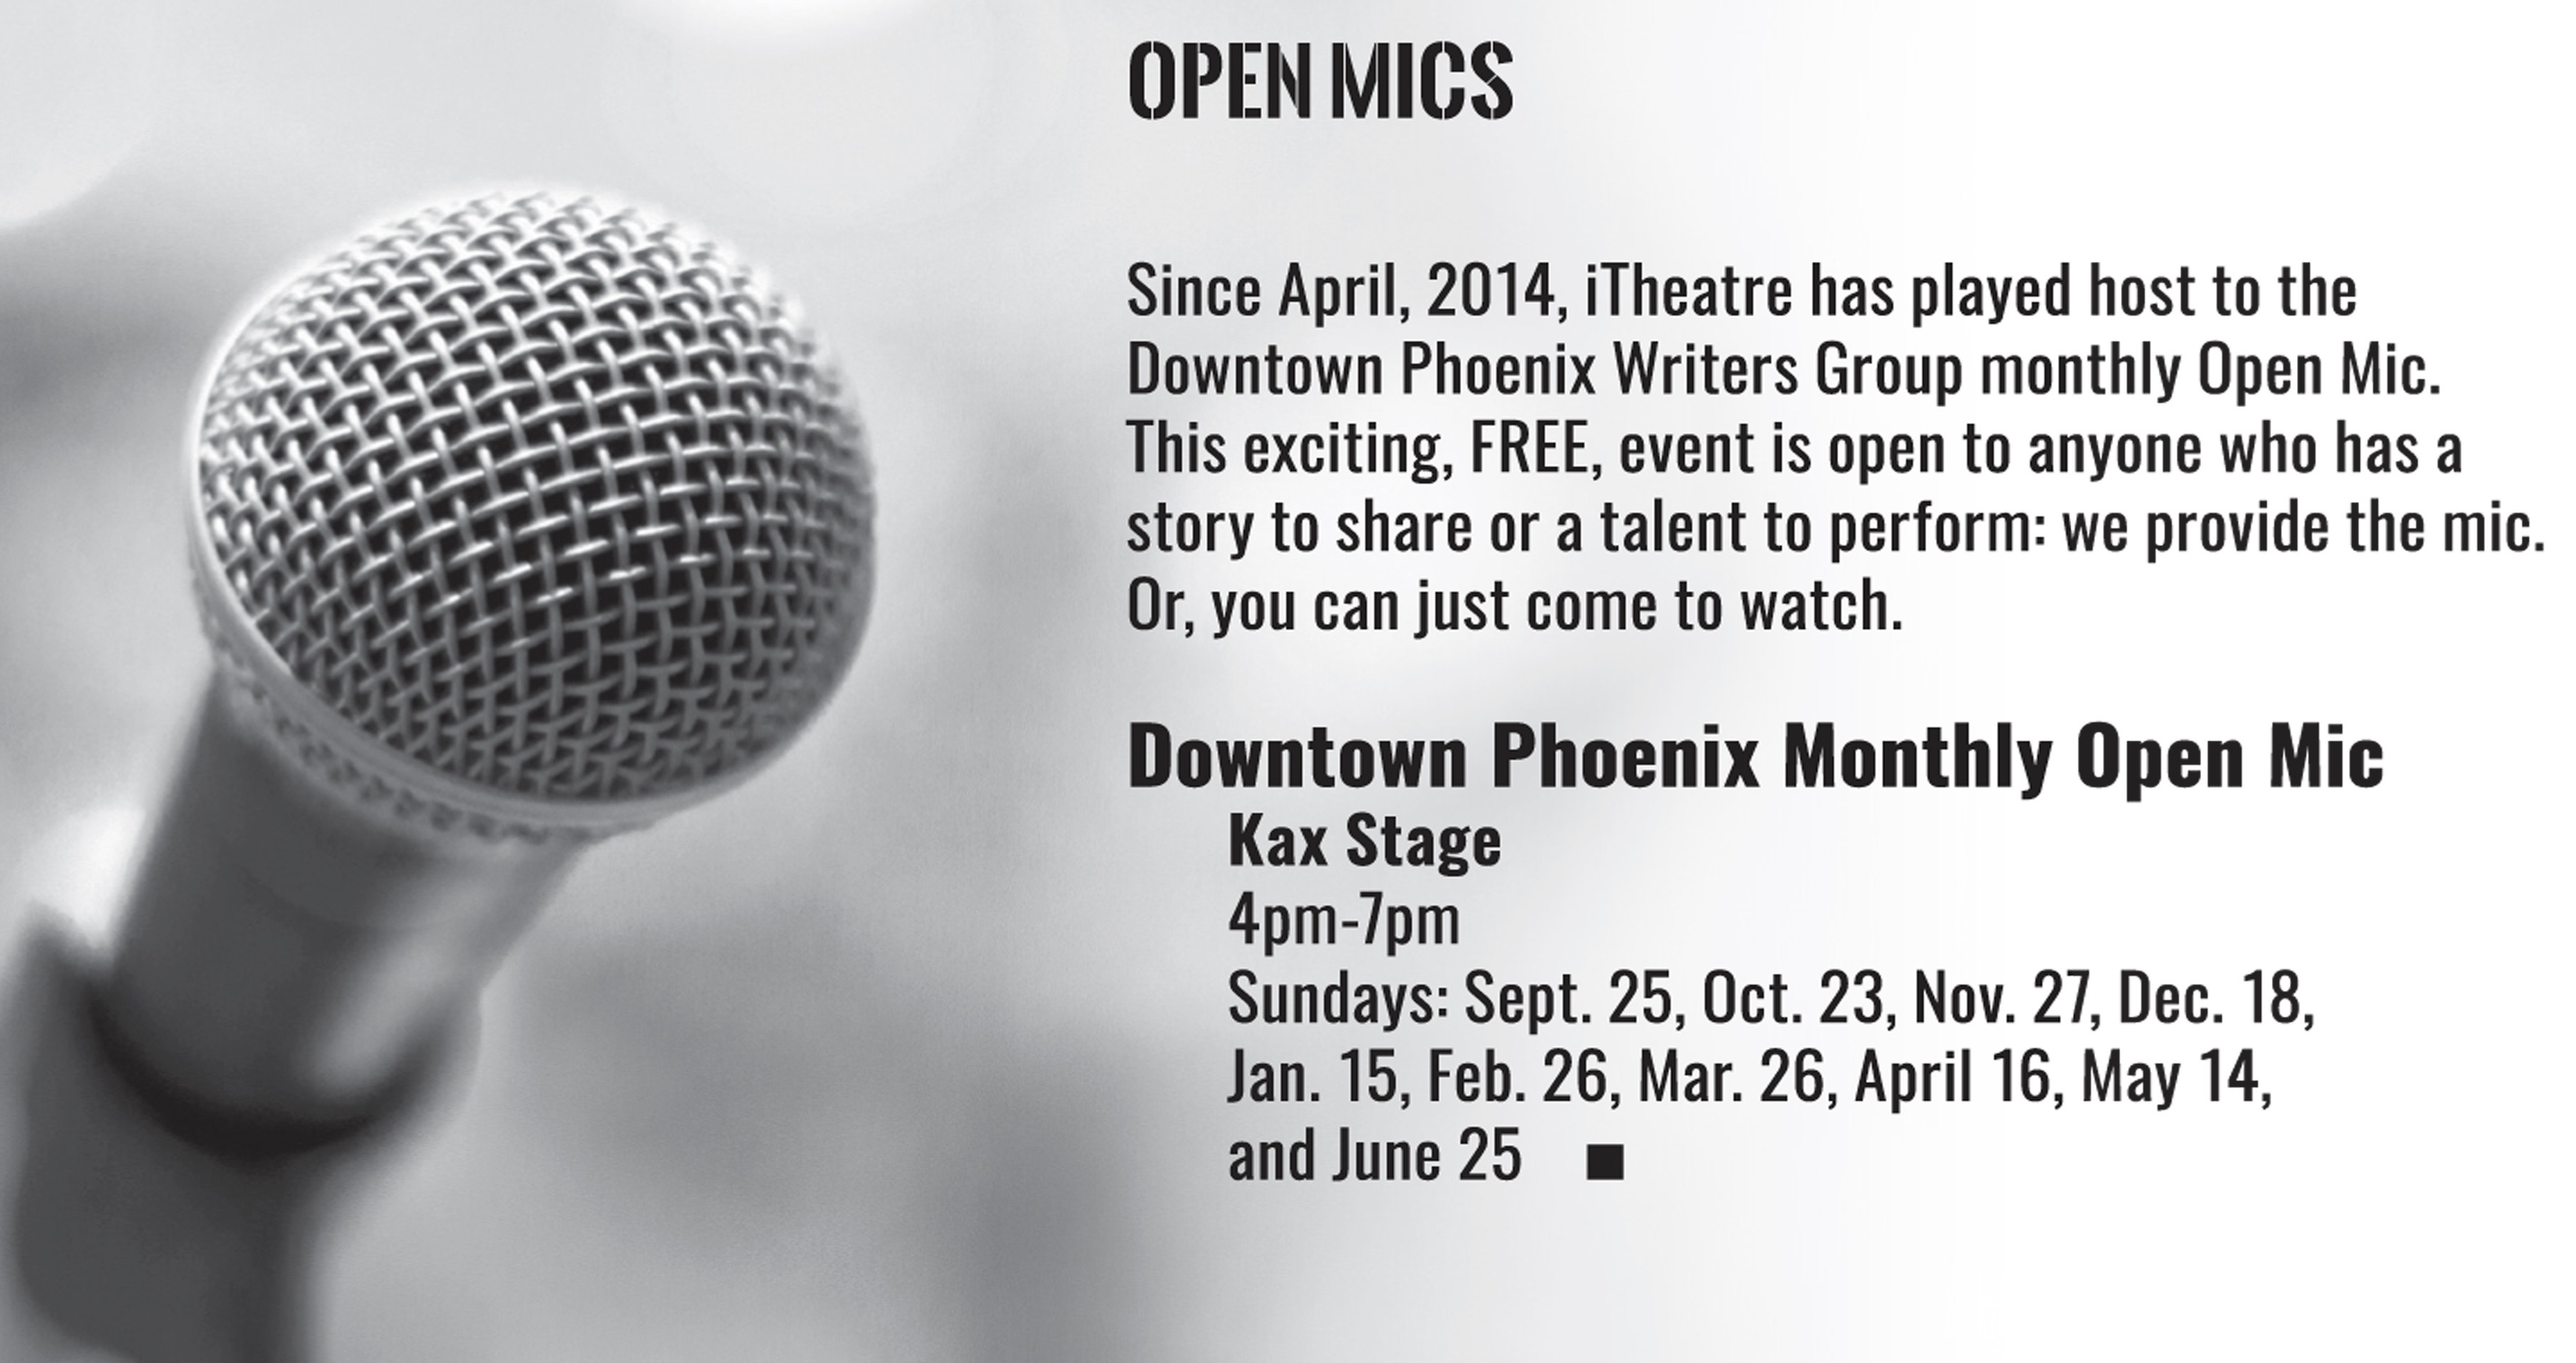 OPEN MICS
Since April, 2014, iTheatre has played host to the
Downtown Phoenix Writers Group monthly Open Mic.
This exciting, FREE, event is open to anyone who has a
story to share or a talent to perform: we provide the mic.
Or, you can just come to watch.
Downtown Phoenix Monthly Open Mic
Kax Stage
4pm-7pm
Sundays: Sept. 25, Oct. 23, Nov. 27, Dec. 18,
Jan. 15, Feb. 26, Mar. 26, April 16, May 14,
and June 25 ■